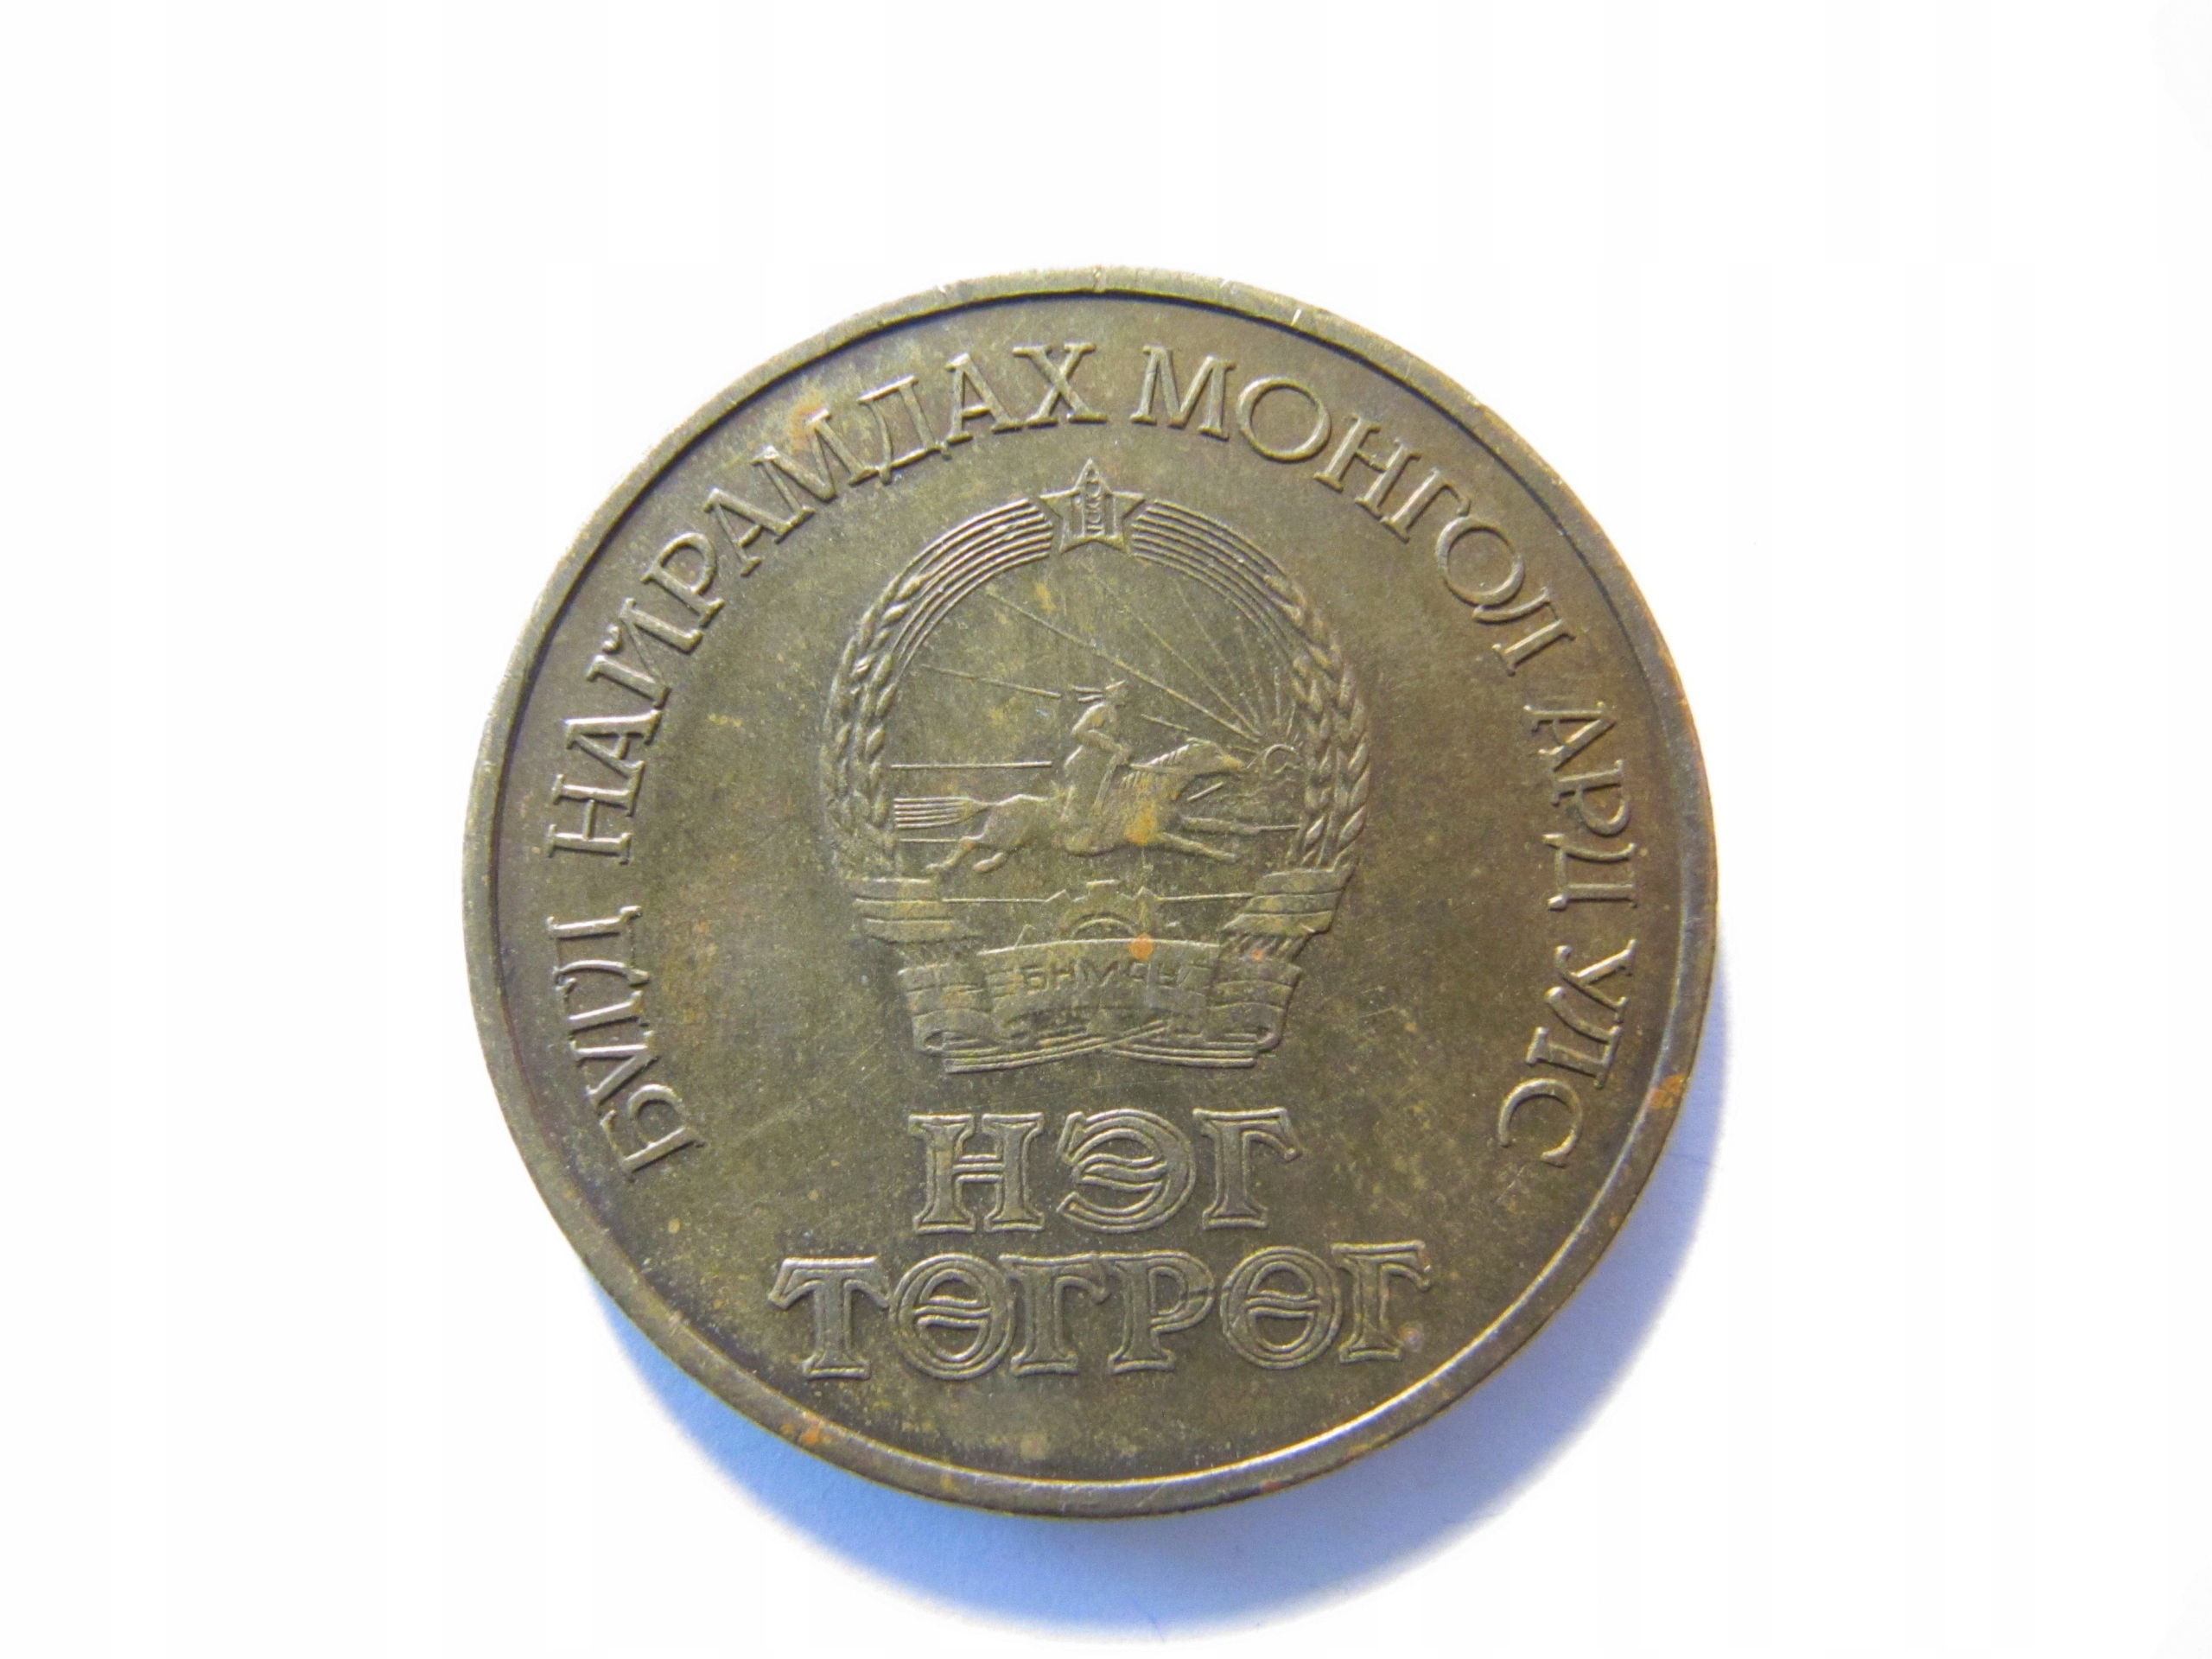 БҮГД НАЙРАМДАХ МОНГОЛ АРД УЛС
БНМАУ
НЭГ
ТӨГРӨГ